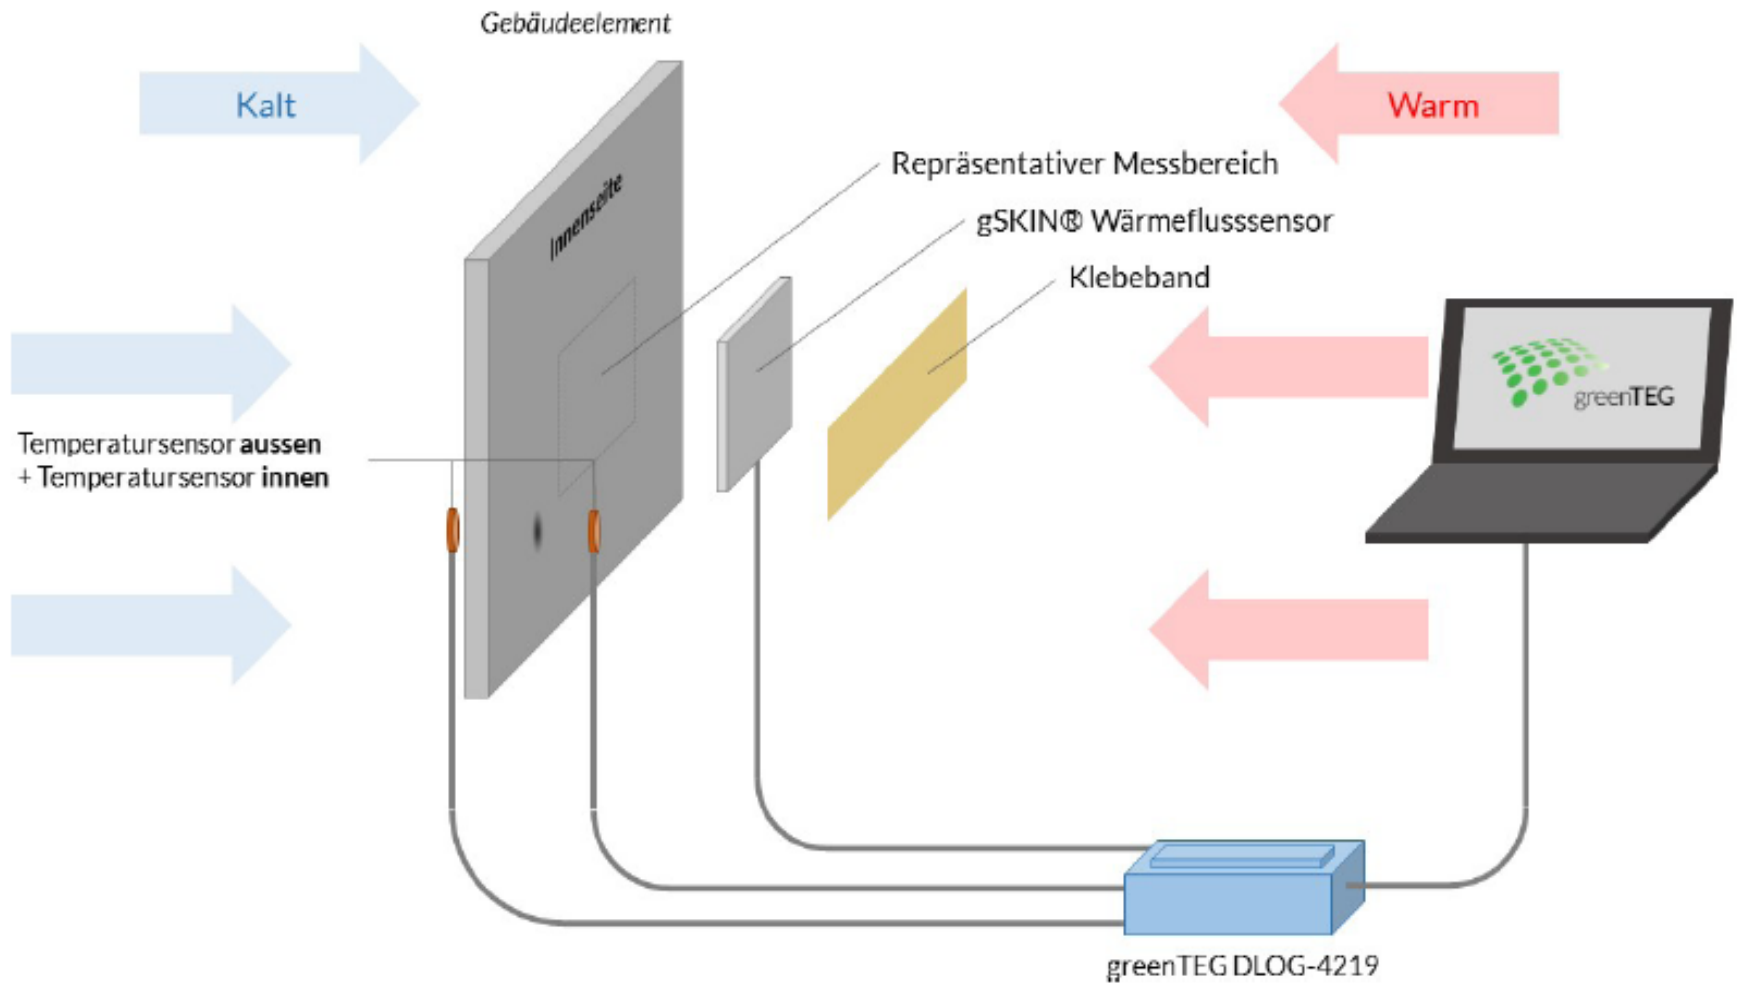 Gebäudeelement
Kalt
Warm
Innenseite
Repräsentativer Messbereich
gSKIN® Wärmeflusssensor
Klebeband
greenTEG
Temperatursensor aussen
+ Temperatursensor innen
greenTEG DLOG-4219